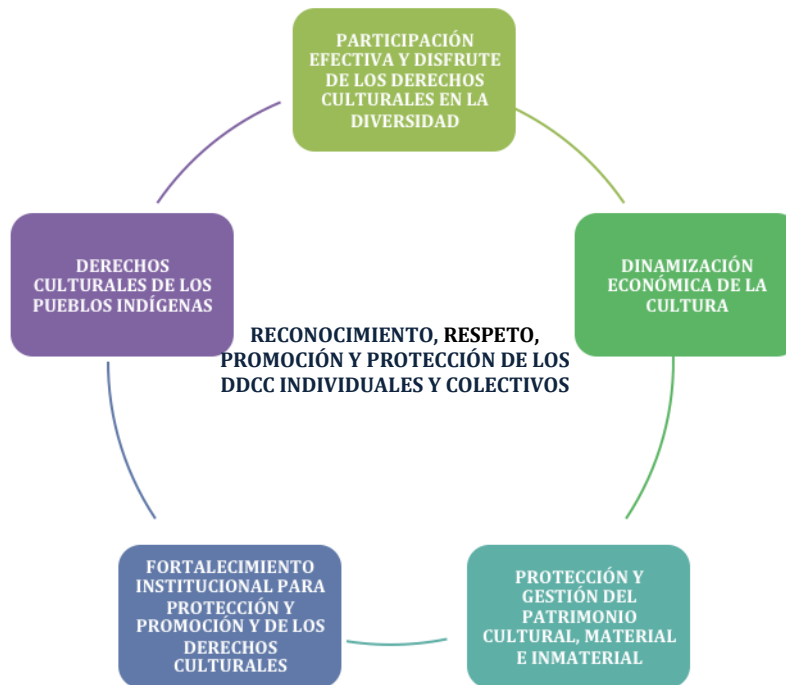 PARTICIPACIÓN
EFECTIVA Y DISFRUTE
DE LOS DERECHOS
CULTURALES EN LA
DIVERSIDAD
DINAMIZACIÓN
ECONÓMICA DE LA
CULTURA
PROTECCIÓN Y
GESTIÓN DEL
PATRIMONIO
CULTURAL, MATERIAL
E INMATERIAL
FORTALECIMIENTO
INSTITUCIONAL PARA
PROTECCIÓN Y
PROMOCIÓN Y DE LOS
DERECHOS
CULTURALES
DERECHOS
CULTURALES DE LOS
PUEBLOS INDÍGENAS
RECONOCIMIENTO, RESPETO,
PROMOCIÓN Y PROTECCIÓN DE LOS
DDCC INDIVIDUALES Y COLECTIVOS